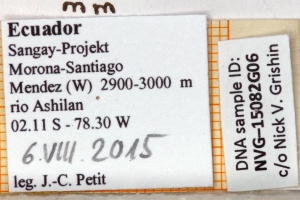 mm
Ecuador
Sangay-Projekt
Morona-Santiago
Mendez (W) 2900-3000 m
rio Ashilan
02.11 S - 78.30 W
6.VIII.2015
leg. J.-C. Petit
DNA sample ID:
NVG-15082G06
c/o Nick V. Grishin